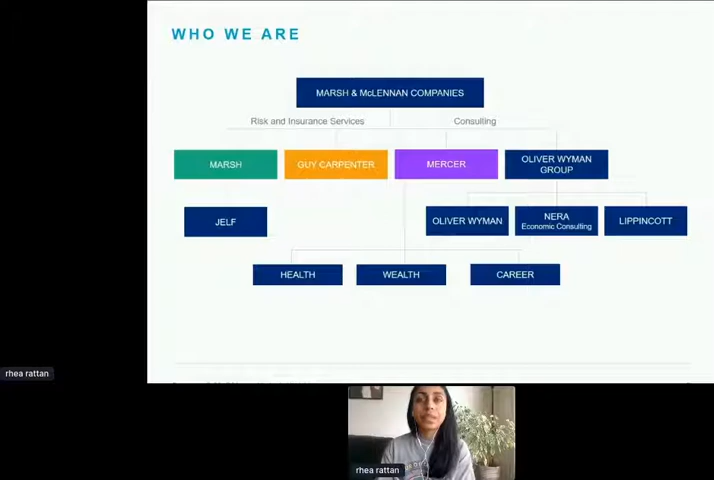 WHO WE ARE
MARSH & McLENNAN COMPANIES
Risk and Insurance Services
Consulting
MARSH
GUY CARPENTER
MERCER
OLIVER WYMAN
GROUP
JELF
OLIVER WYMAN
NERA
Economic Consulting
LIPPINCOTT
HEALTH
WEALTH
CAREER
rhea rattan
rhea rattan